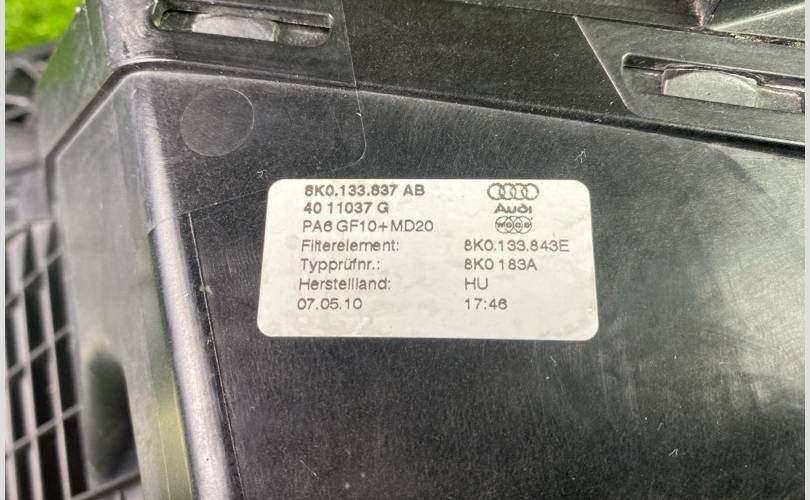 8K0.133.837 AB
40 11037 G
Audi
PA6 GF10+MD20
Filterelement: 8K0.133.843E
Typprüfnr.: 8K0 183A
Herstellland: HU
07.05.10 17:46